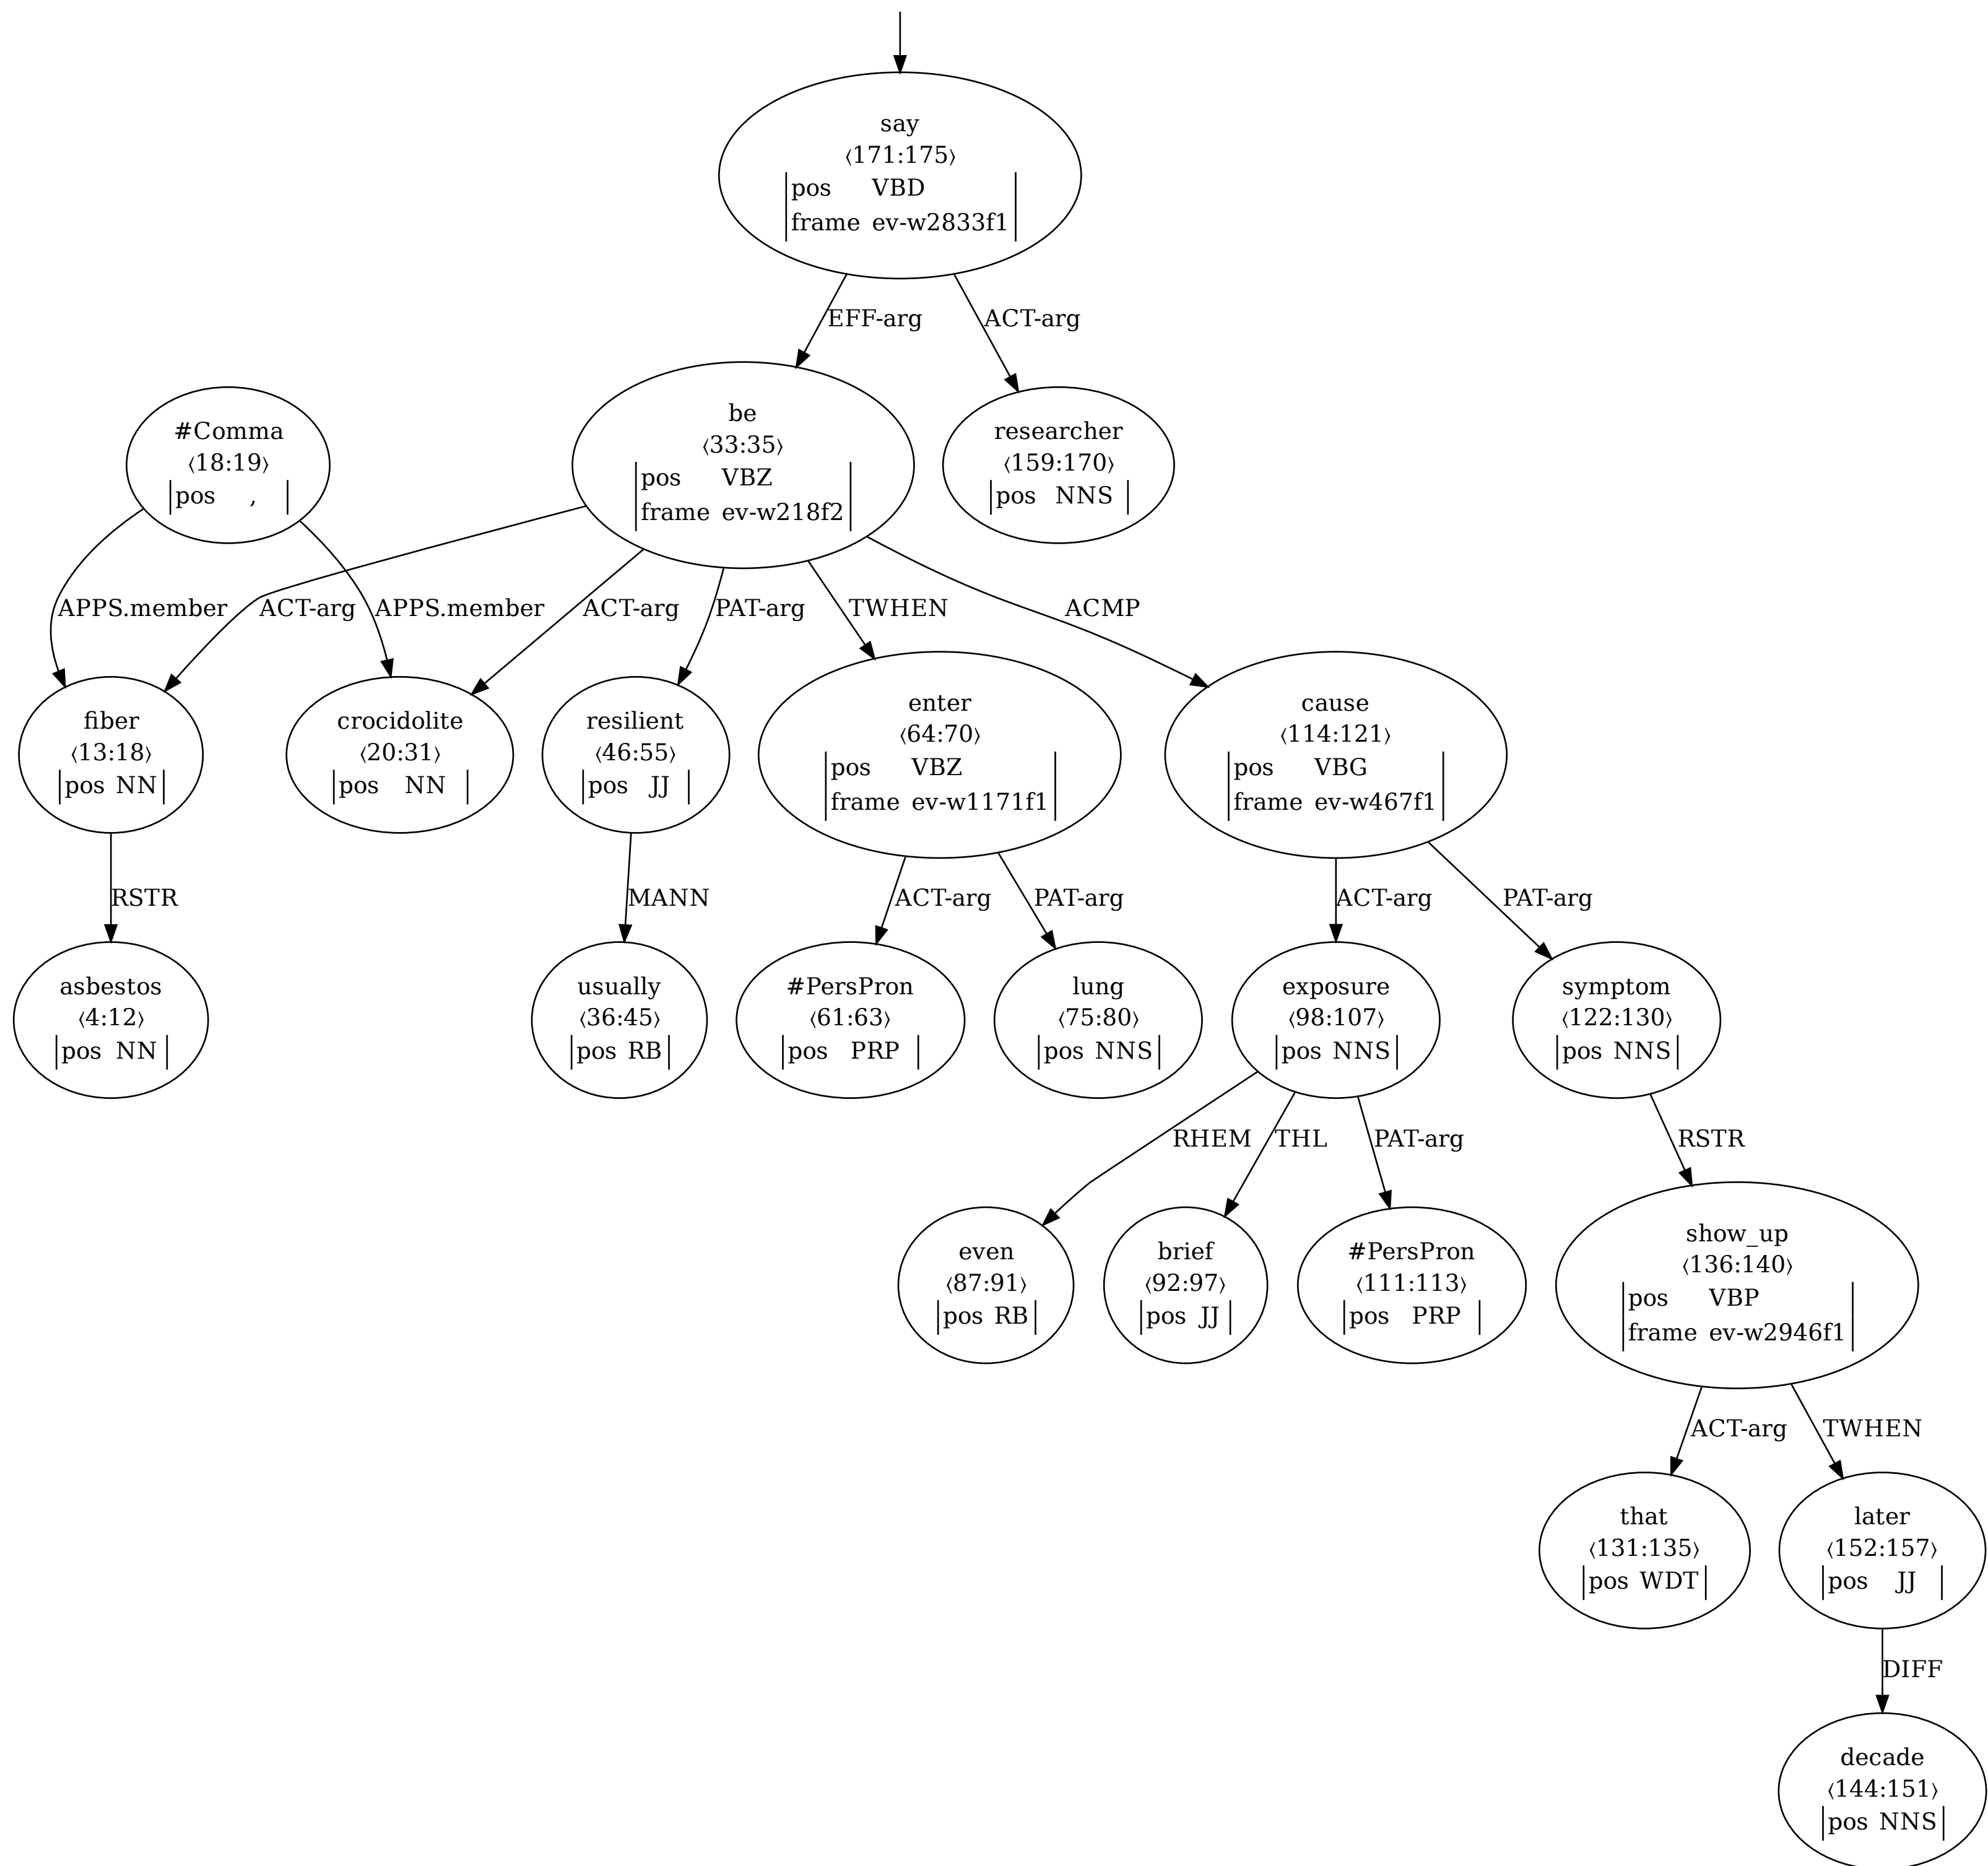 say
⟨171:175⟩
pos VBD
frame ev-w2833f1
EFF-arg
ACT-arg
#Comma
⟨18:19⟩
pos ,
be
⟨33:35⟩
pos VBZ
frame ev-w218f2
researcher
⟨159:170⟩
pos NNS
APPS.member
ACT-arg
APPS.member
ACT-arg
PAT-arg
TWHEN
ACMP
fiber
⟨13:18⟩
pos NN
crocidolite
⟨20:31⟩
pos NN
resilient
⟨46:55⟩
pos JJ
enter
⟨64:70⟩
pos VBZ
frame ev-w1171f1
cause
⟨114:121⟩
pos VBG
frame ev-w467f1
RSTR
MANN
ACT-arg
PAT-arg
ACT-arg
PAT-arg
asbestos
⟨4:12⟩
pos NN
usually
⟨36:45⟩
pos RB
#PersPron
⟨61:63⟩
pos PRP
lung
⟨75:80⟩
pos NNS
exposure
⟨98:107⟩
pos NNS
symptom
⟨122:130⟩
pos NNS
RHEM
THL
PAT-arg
RSTR
even
⟨87:91⟩
pos RB
brief
⟨92:97⟩
pos JJ
#PersPron
⟨111:113⟩
pos PRP
show_up
⟨136:140⟩
pos VBP
frame ev-w2946f1
ACT-arg
TWHEN
that
⟨131:135⟩
pos WDT
later
⟨152:157⟩
pos JJ
DIFF
decade
⟨144:151⟩
pos NNS